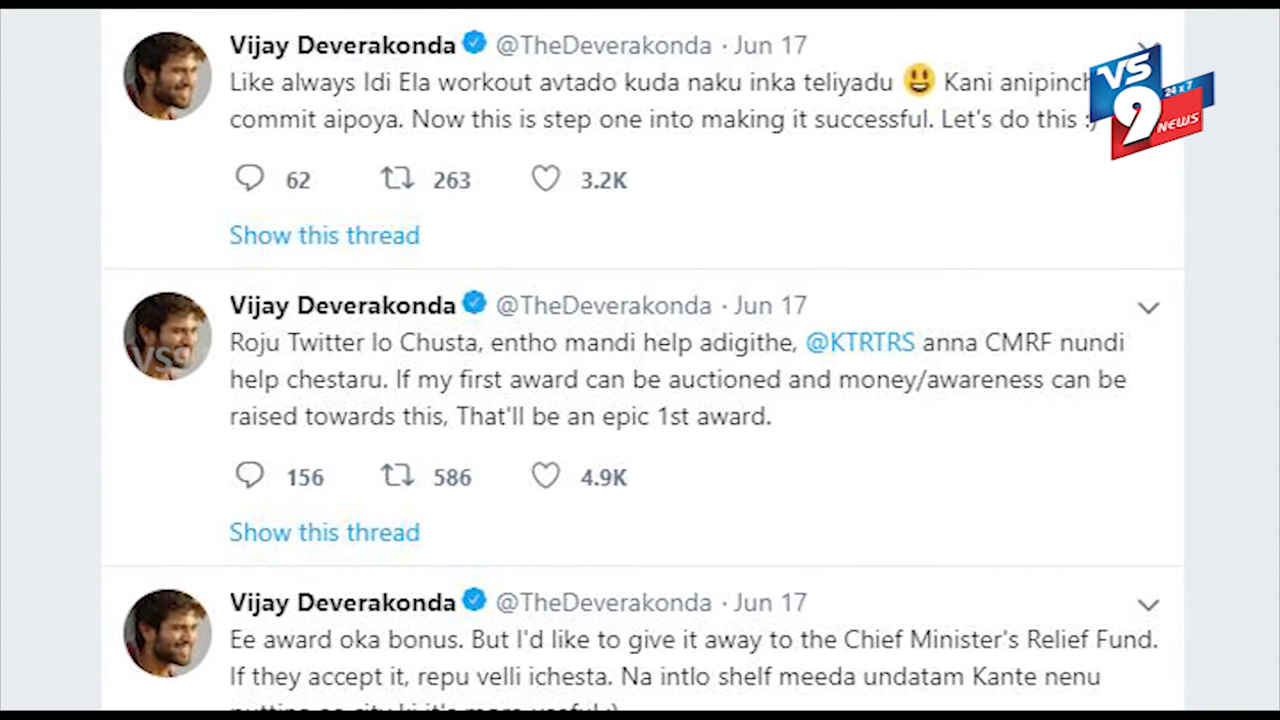 Vijay Deverakonda @TheDeverakonda · Jun 17
Like always Idi Ela workout avtado kuda naku inka teliyadu 😃 Kani
commit aipoya. Now this is step one into making it successful. Let's do this
VS
9
24 x 7
NEWS
62 263 3.2K
Show this thread
Vijay Deverakonda @TheDeverakonda · Jun 17
Roju Twitter lo Chusta, entho mandi help adigithe, @KTRTRS anna CMRF nundi
help chestaru. If my first award can be auctioned and money/awareness can be
raised towards this, That'll be an epic 1st award.
VS9
156 586 4.9K
Show this thread
Vijay Deverakonda @TheDeverakonda · Jun 17
Ee award oka bonus. But I'd like to give it away to the Chief Minister's Relief Fund.
If they accept it, repu velli ichesta. Na intlo shelf meeda undatam Kante nenu